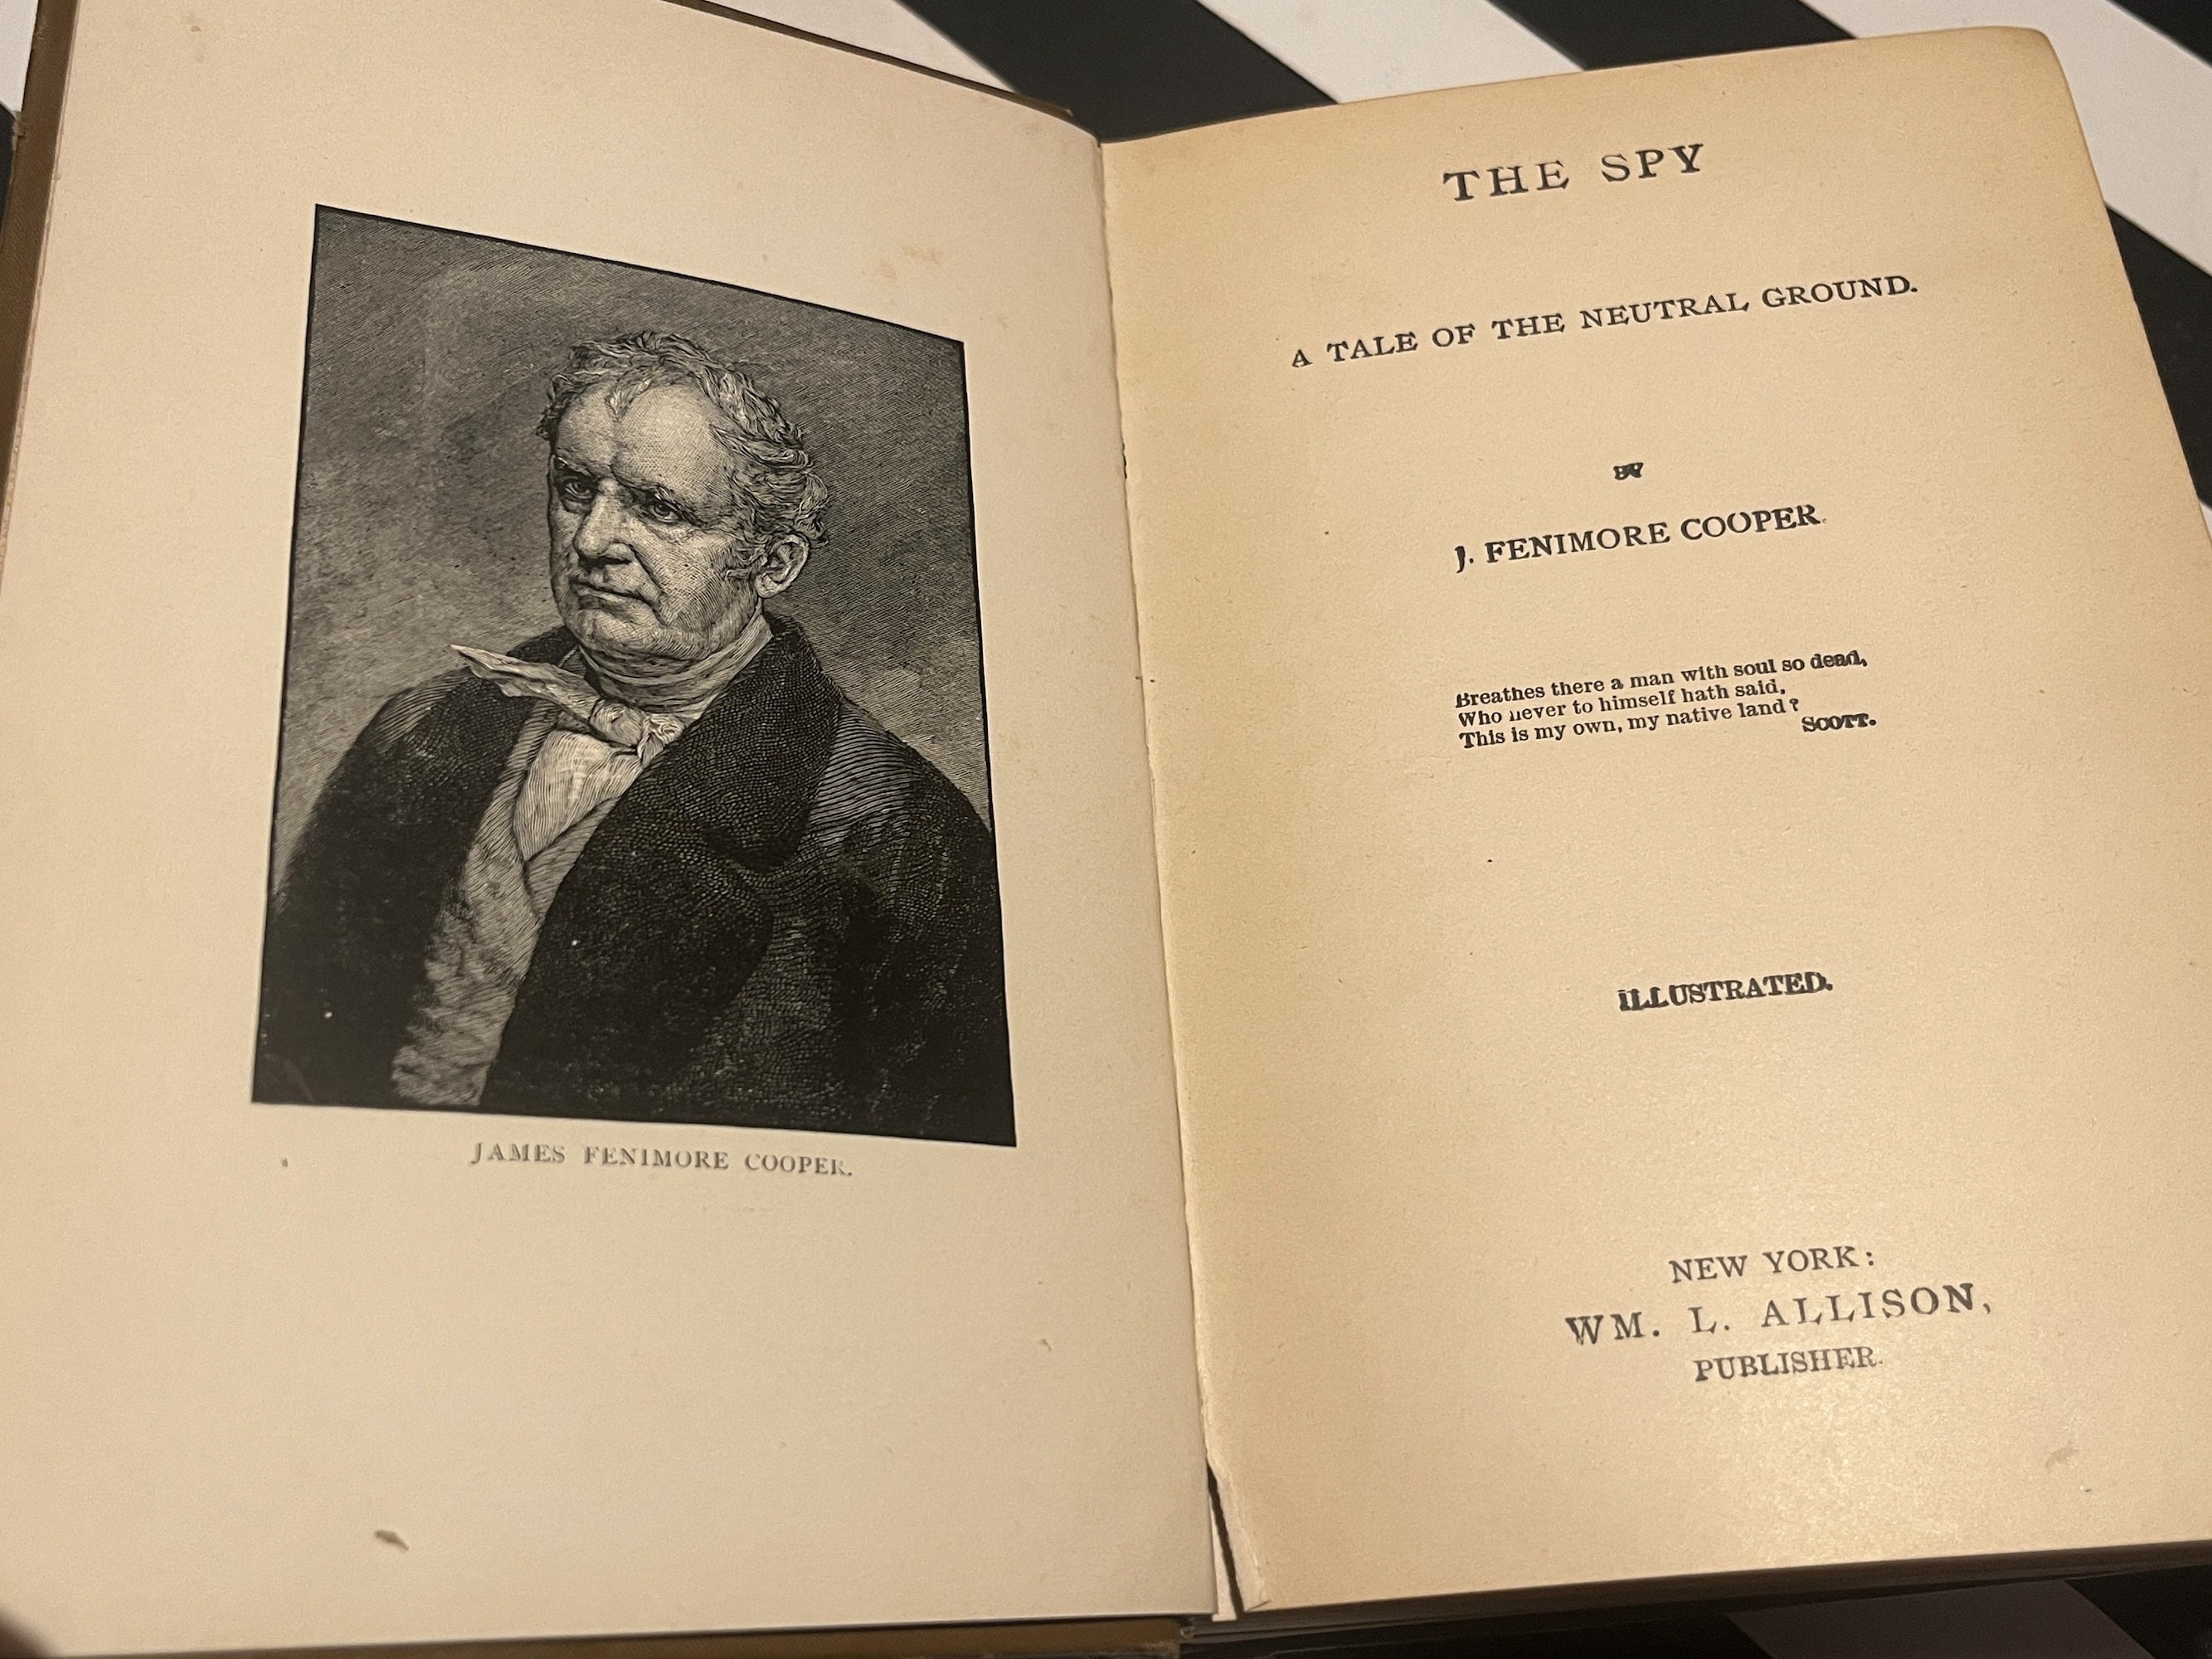 JAMES FENIMORE COOPER.
THE SPY
A TALE OF THE NEUTRAL GROUND.
BY
J. FENIMORE COOPER.
Breathes there a man with soul so dead,
Who never to himself hath said,
This is my own, my native land?
SCOTT.
ILLUSTRATED.
NEW YORK:
WM. L. ALLISON,
PUBLISHER.